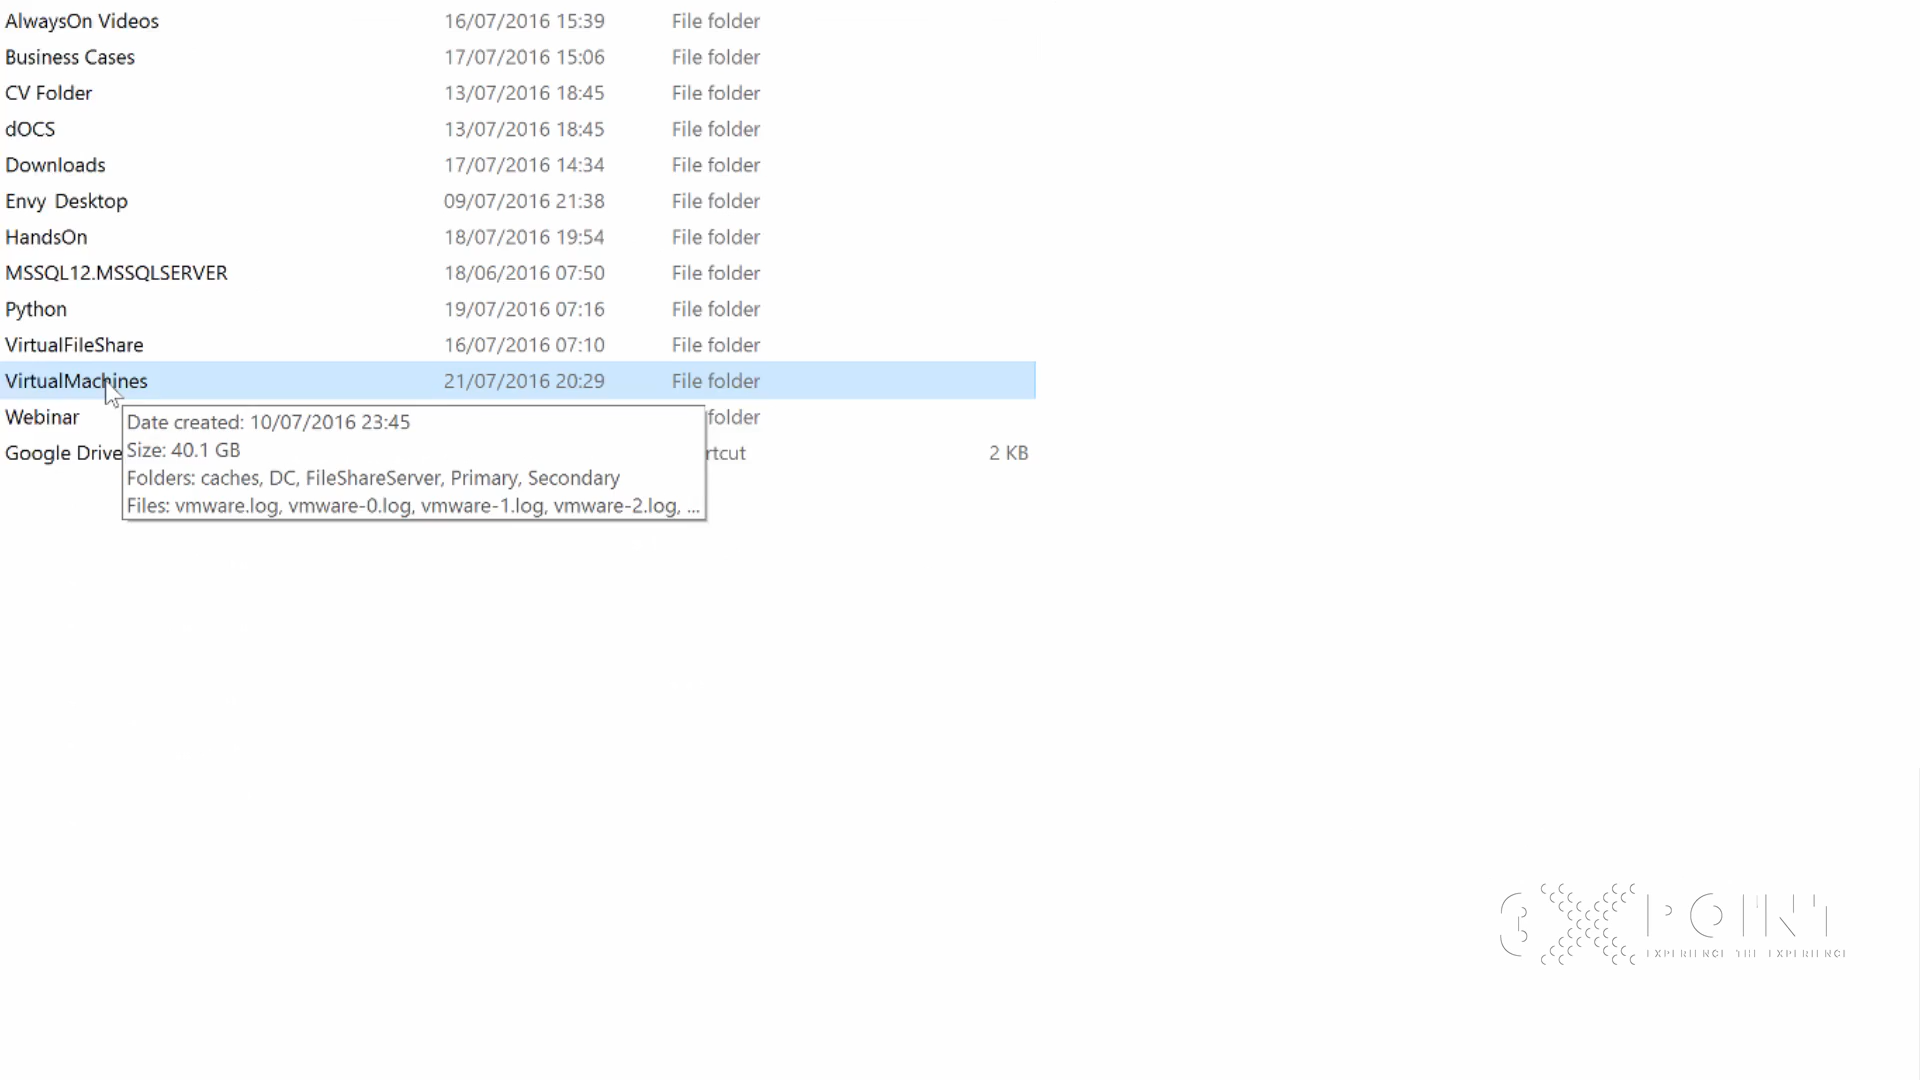 AlwaysOn Videos 16/07/2016 15:39 File folder
Business Cases 17/07/2016 15:06 File folder
CV Folder 13/07/2016 18:45 File folder
dOCS 13/07/2016 18:45 File folder
Downloads 17/07/2016 14:34 File folder
Envy Desktop 09/07/2016 21:38 File folder
HandsOn 18/07/2016 19:54 File folder
MSSQL12.MSSQLSERVER 18/06/2016 07:50 File folder
Python 19/07/2016 07:16 File folder
VirtualFileShare 16/07/2016 07:10 File folder
VirtualMachines 21/07/2016 20:29 File folder
Webinar folder
Google Drive rtcut 2 KB
Date created: 10/07/2016 23:45
Size: 40.1 GB
Folders: caches, DC, FileShareServer, Primary, Secondary
Files: vmware.log, vmware-0.log, vmware-1.log, vmware-2.log, ...
3XPOINT
EXPERIENCE THE EXPERIENCE